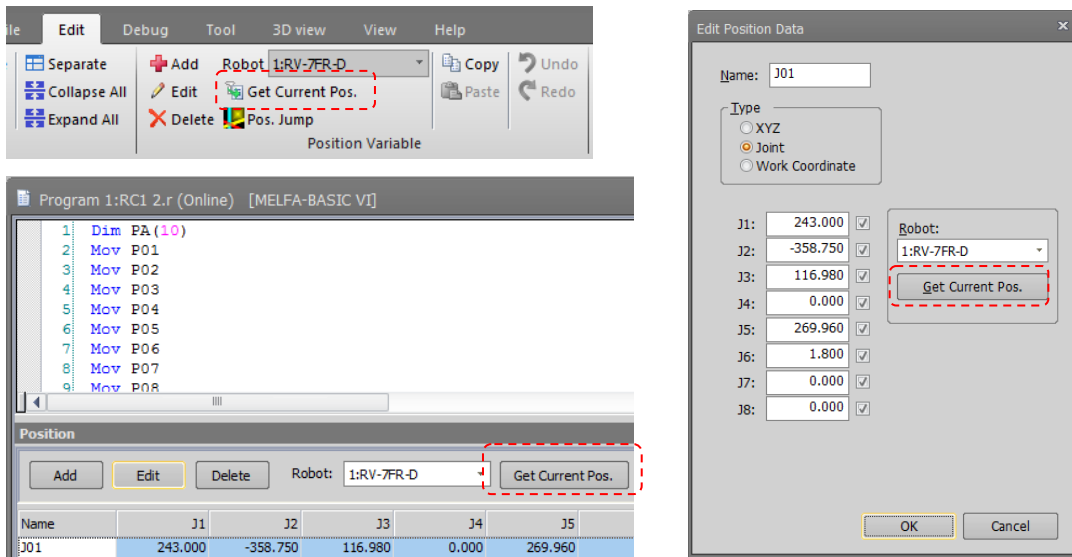 ile Edit Debug Tool 3D view View Help
Separate Add Robot 1:RV-7FR-D Copy Undo
Collapse All Edit Get Current Pos. Paste Redo
Expand All Delete Pos. Jump
Position Variable
Program 1:RC1 2.r (Online) [MELFA-BASIC VI]
1 Dim PA(10)
2 Mov P01
3 Mov P02
4 Mov P03
5 Mov P04
6 Mov P05
7 Mov P06
8 Mov P07
9 Mov P08
Position
Add Edit Delete Robot: 1:RV-7FR-D Get Current Pos.
Name J1 J2 J3 J4 J5
J01 243.000 -358.750 116.980 0.000 269.960
Edit Position Data
Name: J01
Type
XYZ
Joint
Work Coordinate
J1: 243.000
J2: -358.750
J3: 116.980
J4: 0.000
J5: 269.960
J6: 1.800
J7: 0.000
J8: 0.000
Robot:
1:RV-7FR-D
Get Current Pos.
OK Cancel